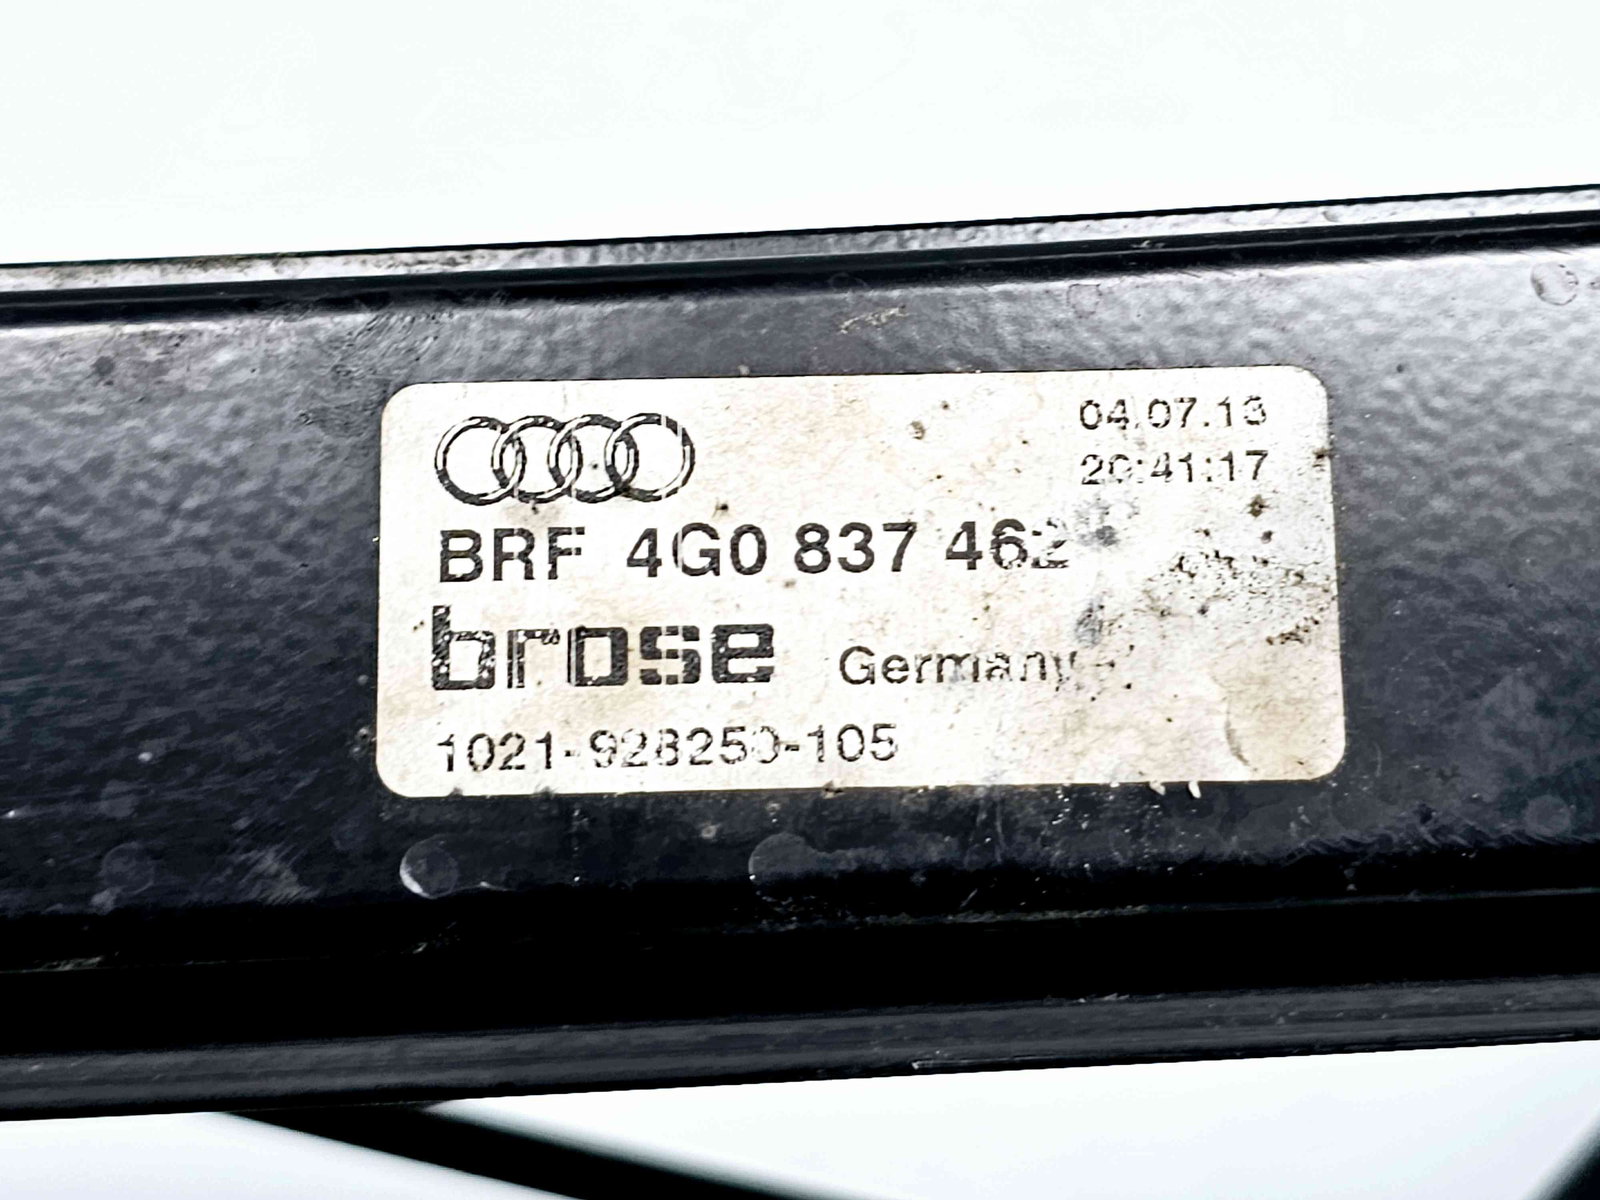 04.07.13
20:41:17
BRF 4G0 837 462
brose Germany
1021-928250-105